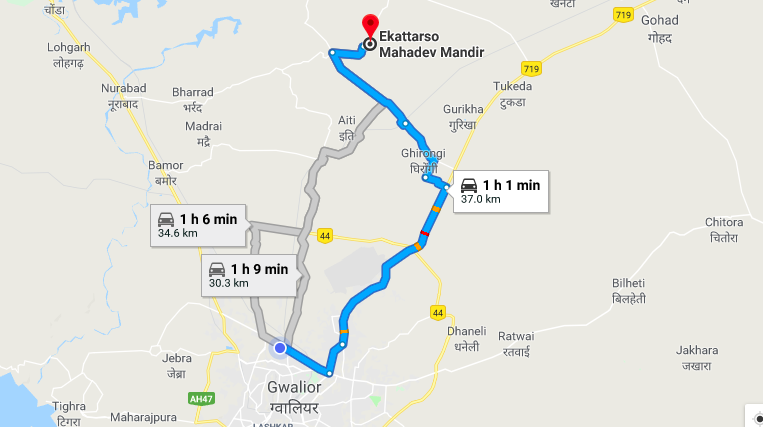 चोंडा
खनेटा
Gohad
गोहद
Lohgarh
लोहगढ़
Ekattarso
Mahadev Mandir
719
Nurabad
नूराबाद
Bharrad
भर्रद
Tukeda
टुकडा
Aiti
इति
Gurikha
गुरिखा
Madrai
मद्रै
Ghirongi
घिरोंगी
Bamor
बमोर
1 h 1 min
37.0 km
1 h 6 min
34.6 km
44
Chitora
चितोरा
1 h 9 min
30.3 km
Bilheti
बिलहेती
44
Dhaneli
धनेली
Ratwai
रतवाई
Jebra
जेब्रा
Jakhara
जखारा
Gwalior
ग्वालियर
AH47
Tighra
टिगरा
Maharajpura
LASHKAR